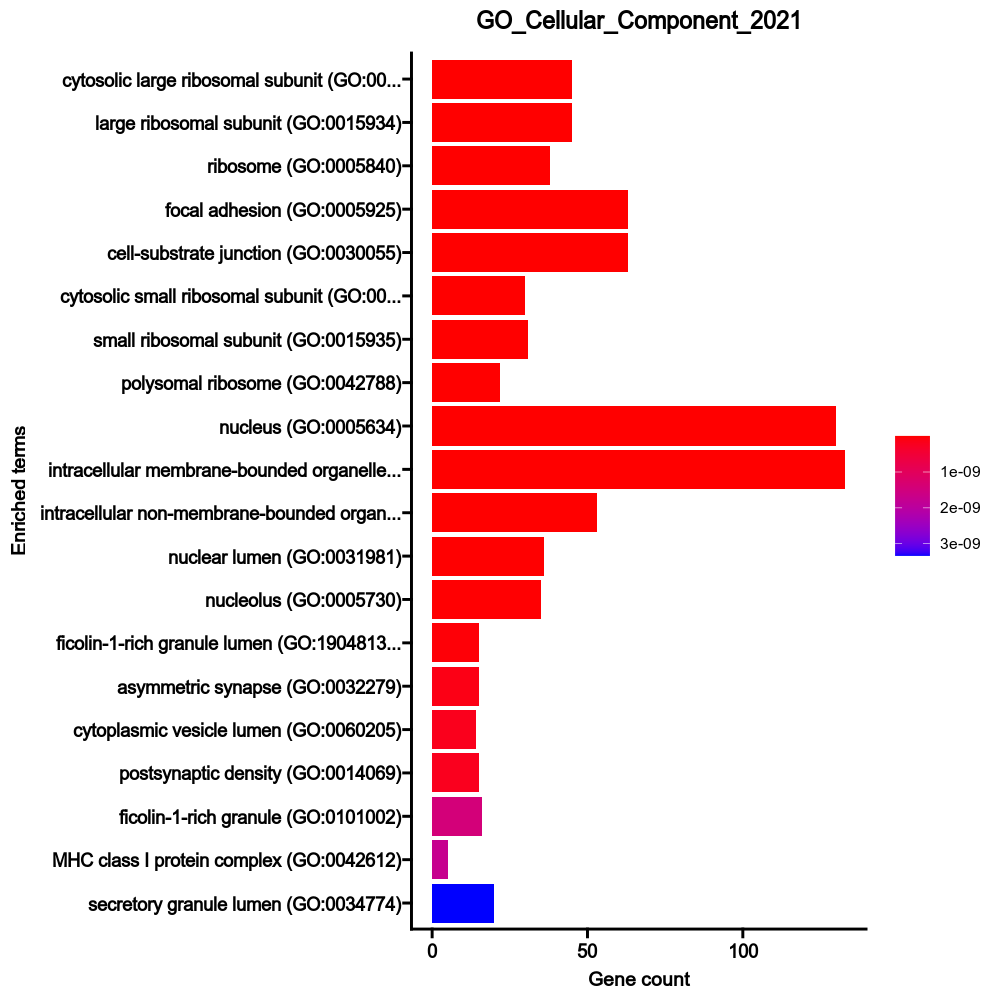 GO_Cellular_Component_2021
cytosolic large ribosomal subunit (GO:00...
large ribosomal subunit (GO:0015934)
ribosome (GO:0005840)
focal adhesion (GO:0005925)
cell-substrate junction (GO:0030055)
cytosolic small ribosomal subunit (GO:00...
small ribosomal subunit (GO:0015935)
polysomal ribosome (GO:0042788)
nucleus (GO:0005634)
intracellular membrane-bounded organelle...
intracellular non-membrane-bounded organ...
nuclear lumen (GO:0031981)
nucleolus (GO:0005730)
ficolin-1-rich granule lumen (GO:1904813...
asymmetric synapse (GO:0032279)
cytoplasmic vesicle lumen (GO:0060205)
postsynaptic density (GO:0014069)
ficolin-1-rich granule (GO:0101002)
MHC class I protein complex (GO:0042612)
secretory granule lumen (GO:0034774)
Enriched terms
0 50 100
Gene count
1e-09
2e-09
3e-09